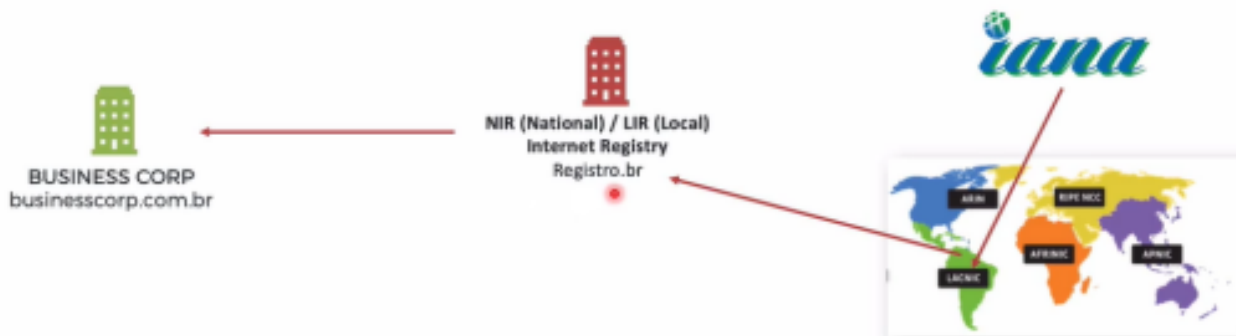 iana
NIR (National) / LIR (Local)
Internet Registry
Registro.br
BUSINESS CORP
businesscorp.com.br
ARIN
RIPE NCC
AFRINIC
APNIC
LACNIC